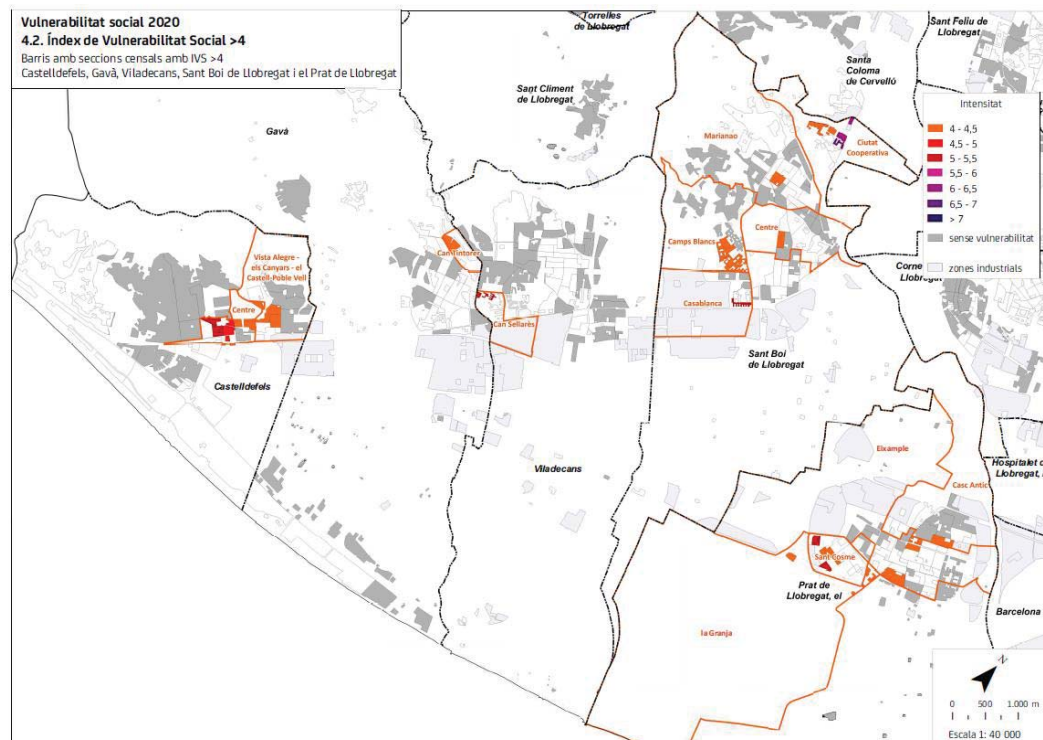 Vulnerabilitat social 2020
4.2. Índex de Vulnerabilitat Social >4
Barris amb seccions censals amb IVS >4
Castelldefels, Gavà, Viladecans, Sant Boi de Llobregat i el Prat de Llobregat
Torrelles
de Llobregat
Sant Feliu de
Llobregat
Santa
Coloma
de Cervelló
Sant Climent
de Llobregat
Gavà
Marianao
Ciutat
Cooperativa
Intensitat
4 - 4,5
4,5 - 5
5 - 5,5
5,5 - 6
6 - 6,5
6,5 - 7
> 7
sense vulnerabilitat
zones industrials
Centre
Camps Blancs
Can Tintorer
Vista Alegre -
els Canyars - el
Castell-Poble Vell
Corne
Llobregat
Casablanca
Centre
Can Sellarès
Sant Boi
de Llobregat
Castelldefels
Eixample
Viladecans
Hospitalet d
Llobregat,
Casc Antic
Sant Cosme
Prat de
Llobregat, el
Barcelona
la Granja
N
0 500 1.000 m
Escala 1: 40 000